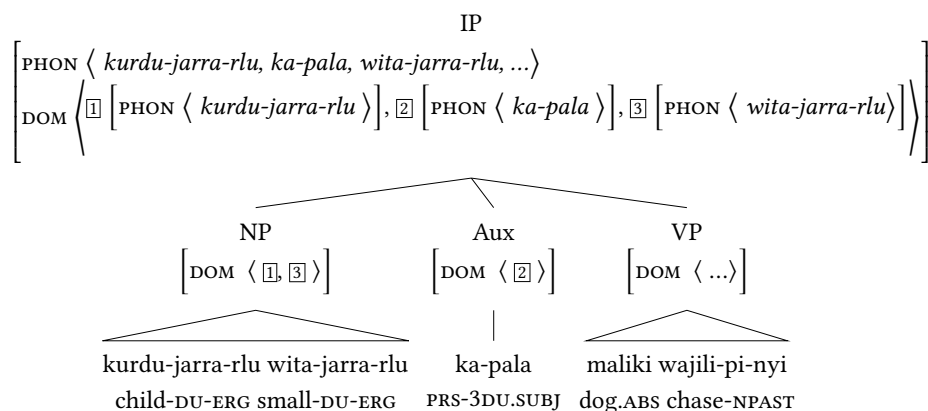 IP
PHON ⟨ kurdu-jarra-rlu, ka-pala, wita-jarra-rlu, ...⟩
DOM ⟨ 1 [PHON ⟨ kurdu-jarra-rlu ⟩], 2 [PHON ⟨ ka-pala ⟩], 3 [PHON ⟨ wita-jarra-rlu⟩] ⟩
NP Aux VP
[DOM ⟨ 1, 3 ⟩] [DOM ⟨ 2 ⟩] [DOM ⟨ ...⟩]
kurdu-jarra-rlu wita-jarra-rlu ka-pala maliki wajili-pi-nyi
child-DU-ERG small-DU-ERG PRS-3DU.SUBJ dog.ABS chase-NPAST